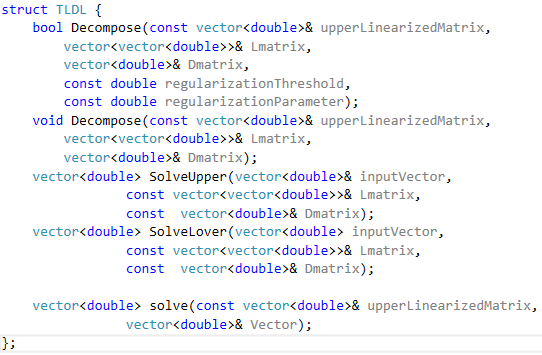 struct TLDL {
    bool Decompose(const vector<double>& upperLinearizedMatrix,
        vector<vector<double>>& Lmatrix,
        vector<double>& Dmatrix,
        const double regularizationThreshold,
        const double regularizationParameter);
    void Decompose(const vector<double>& upperLinearizedMatrix,
        vector<vector<double>>& Lmatrix,
        vector<double>& Dmatrix);
    vector<double> SolveUpper(vector<double>& inputVector,
                const vector<vector<double>>& Lmatrix,
                const  vector<double>& Dmatrix);
    vector<double> SolveLover(vector<double> inputVector,
                const vector<vector<double>>& Lmatrix,
                const  vector<double>& Dmatrix);

    vector<double> solve(const vector<double>& upperLinearizedMatrix,
                vector<double>& Vector);
};